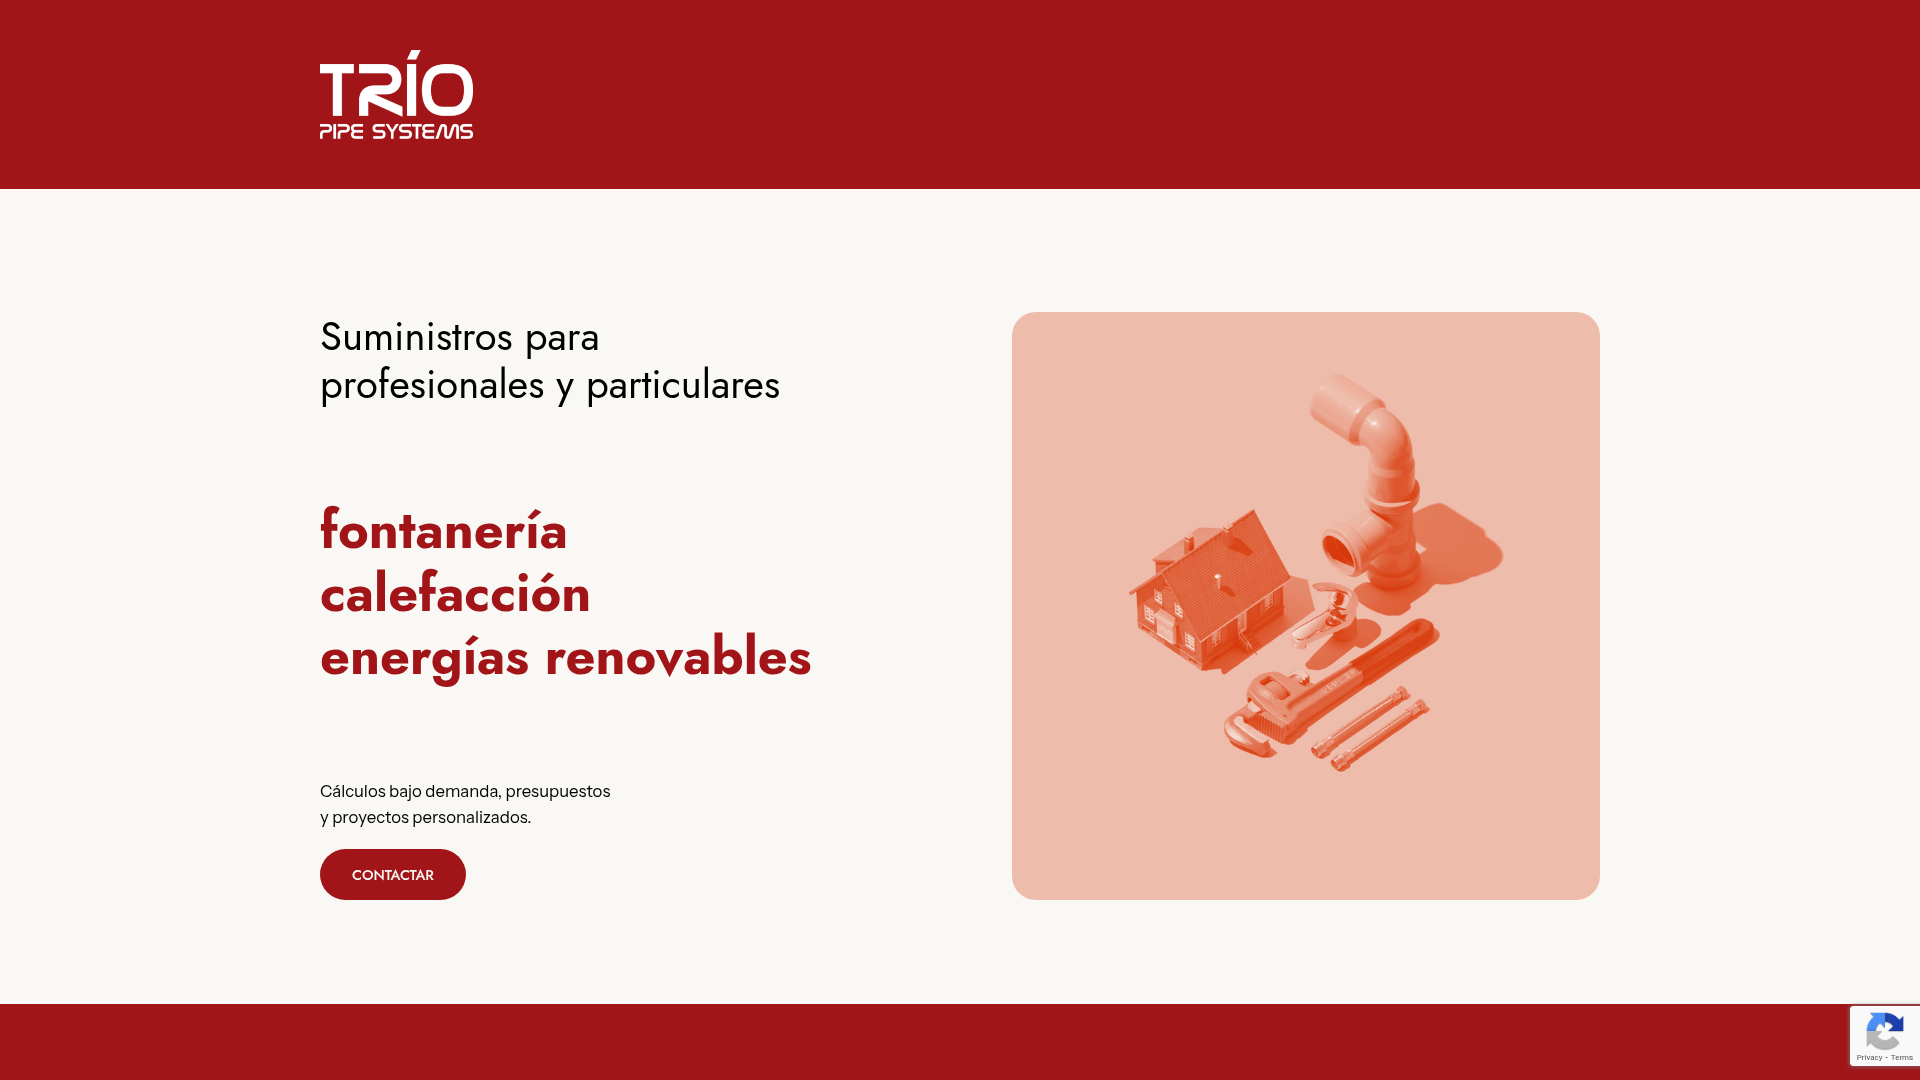 TRÍO
PIPE SYSTEMS
Suministros para
profesionales y particulares
fontanería
calefacción
energías renovables
Cálculos bajo demanda, presupuestos
y proyectos personalizados.
CONTACTAR
Privacy - Terms